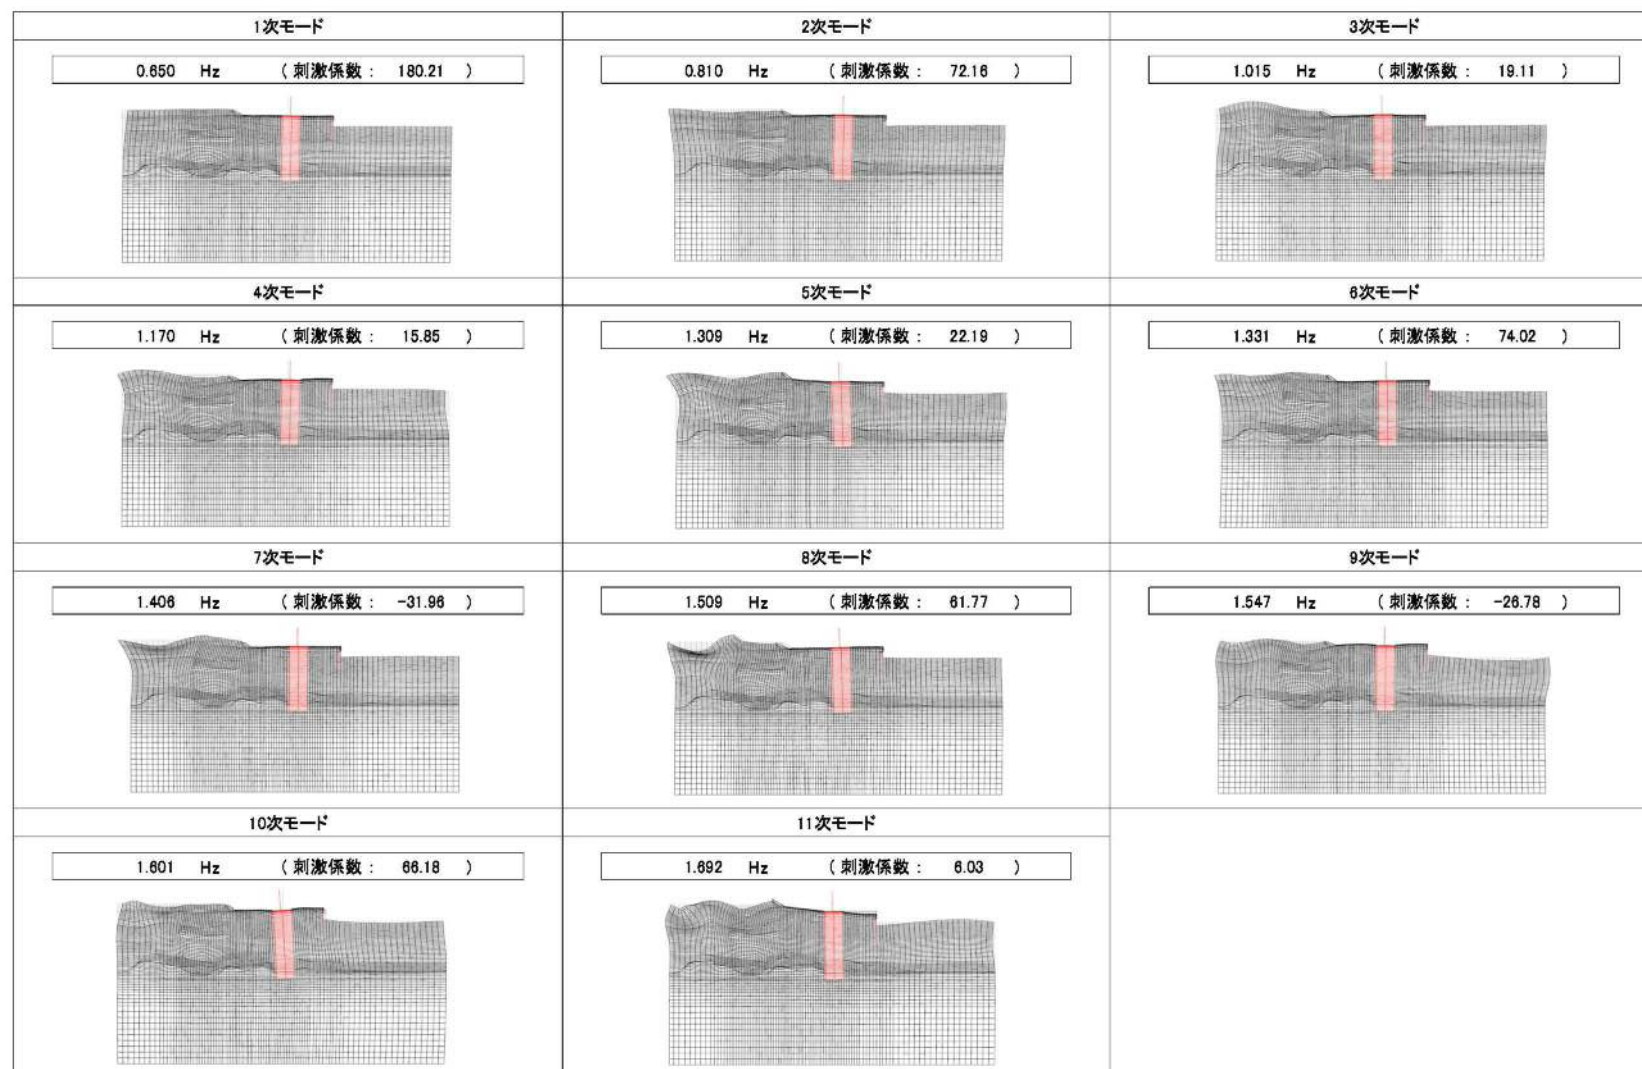 1次モード
2次モード
3次モード
0.650 Hz (刺激係数: 180.21 )
0.810 Hz (刺激係数: 72.16 )
1.015 Hz (刺激係数: 19.11 )
4次モード
5次モード
6次モード
1.170 Hz (刺激係数: 15.85 )
1.309 Hz (刺激係数: 22.19 )
1.331 Hz (刺激係数: 74.02 )
7次モード
8次モード
9次モード
1.406 Hz (刺激係数: -31.96 )
1.509 Hz (刺激係数: 61.77 )
1.547 Hz (刺激係数: -26.78 )
10次モード
11次モード
1.601 Hz (刺激係数: 66.18 )
1.692 Hz (刺激係数: 6.03 )